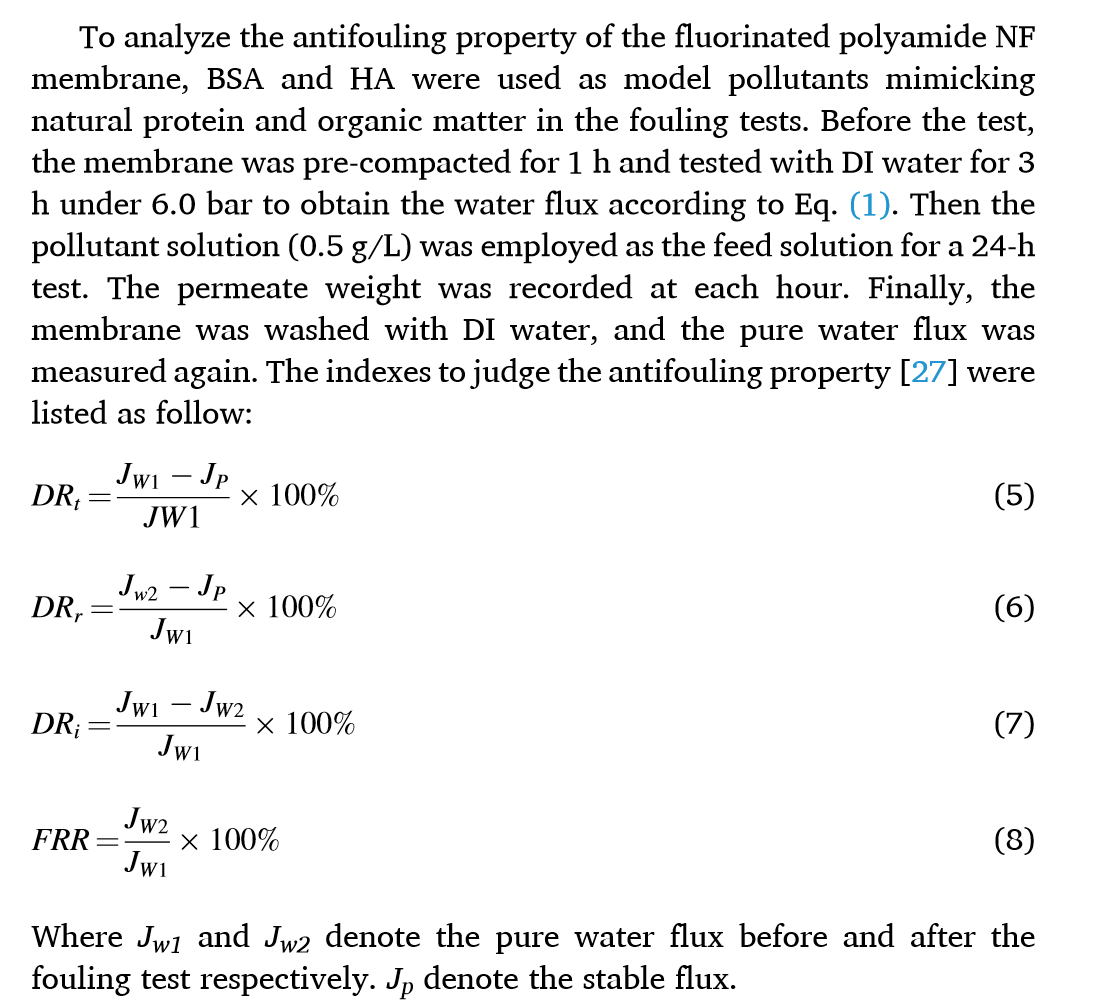 To analyze the antifouling property of the fluorinated polyamide NF
membrane, BSA and HA were used as model pollutants mimicking
natural protein and organic matter in the fouling tests. Before the test,
the membrane was pre-compacted for 1 h and tested with DI water for 3
h under 6.0 bar to obtain the water flux according to Eq. (1). Then the
pollutant solution (0.5 g/L) was employed as the feed solution for a 24-h
test. The permeate weight was recorded at each hour. Finally, the
membrane was washed with DI water, and the pure water flux was
measured again. The indexes to judge the antifouling property [27] were
listed as follow:
DR_t = \frac{J_{W1} - J_P}{JW1} × 100% (5)
DR_r = \frac{J_{w2} - J_P}{J_{W1}} × 100% (6)
DR_i = \frac{J_{W1} - J_{W2}}{J_{W1}} × 100% (7)
FRR = \frac{J_{W2}}{J_{W1}} × 100% (8)
Where J_{w1} and J_{w2} denote the pure water flux before and after the
fouling test respectively. J_p denote the stable flux.